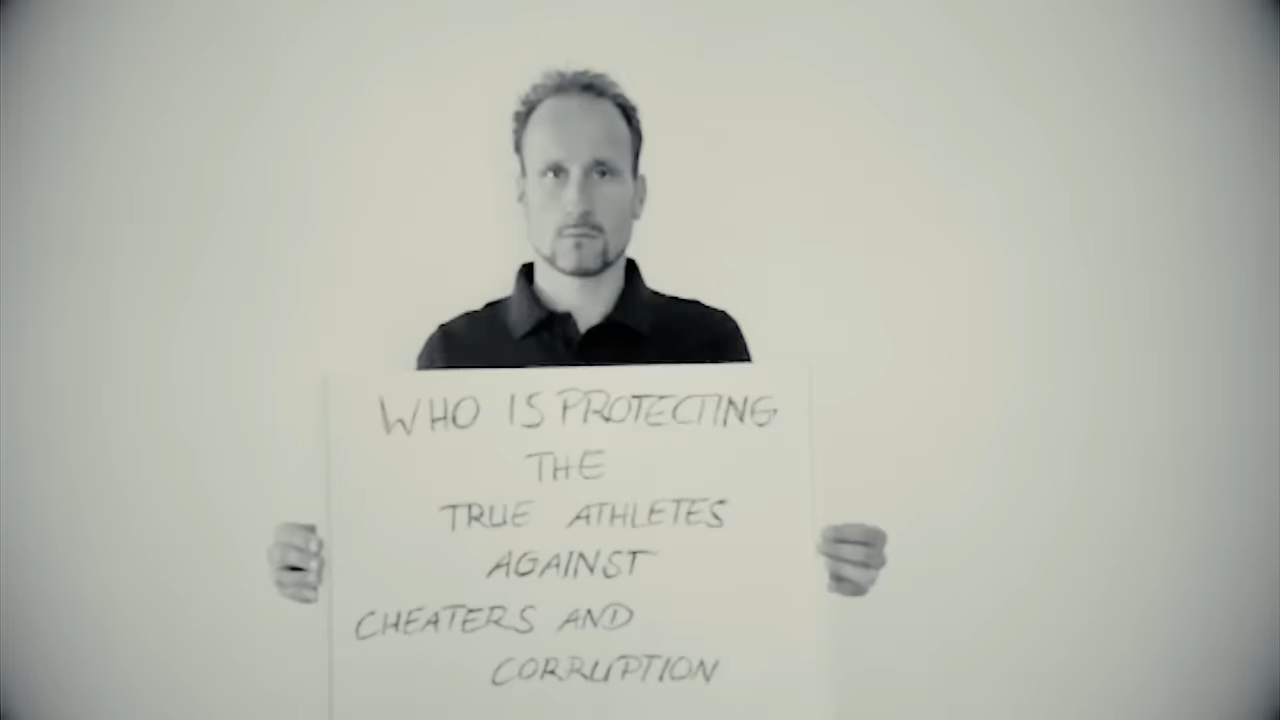 WHO IS PROTECTING
THE
TRUE ATHLETES
AGAINST
CHEATERS AND
CORRUPTION